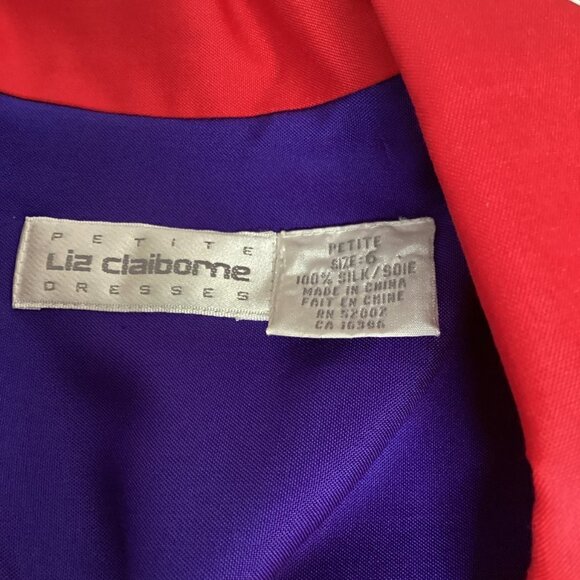 PETITE
Liz claiborne
DRESSES
PETITE
SIZE: 6
100% SILK/SOIE
MADE IN CHINA
FAIT EN CHINE
RN 52002
CA 16396